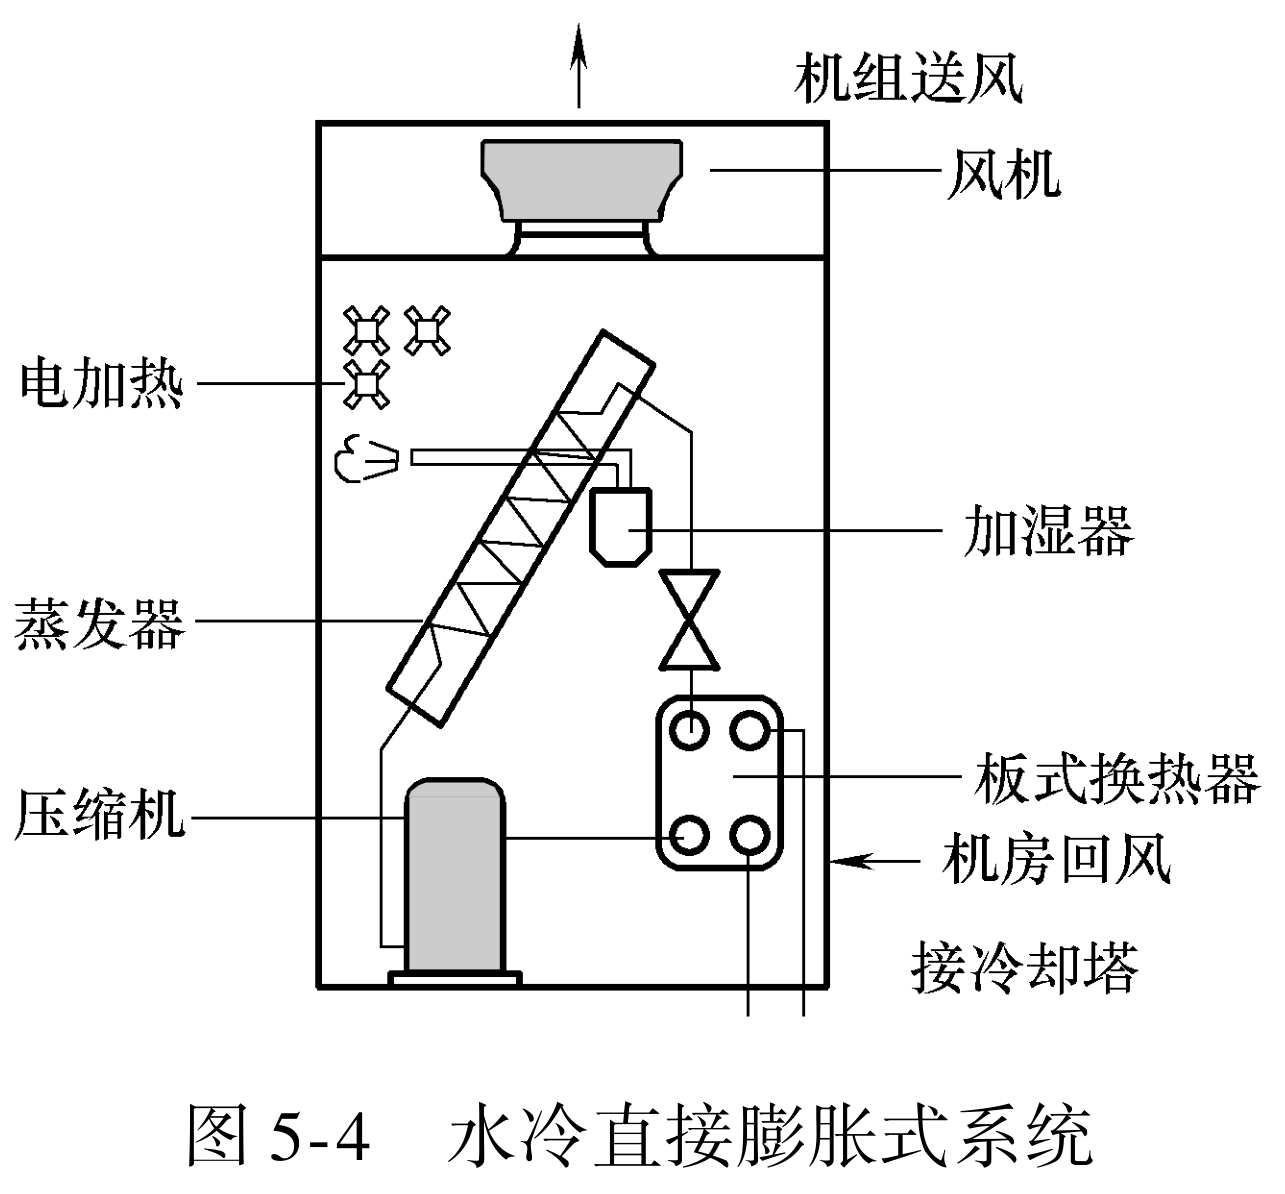 机组送风
风机
电加热
加湿器
蒸发器
板式换热器
压缩机
机房回风
接冷却塔
图 5-4 水冷直接膨胀式系统